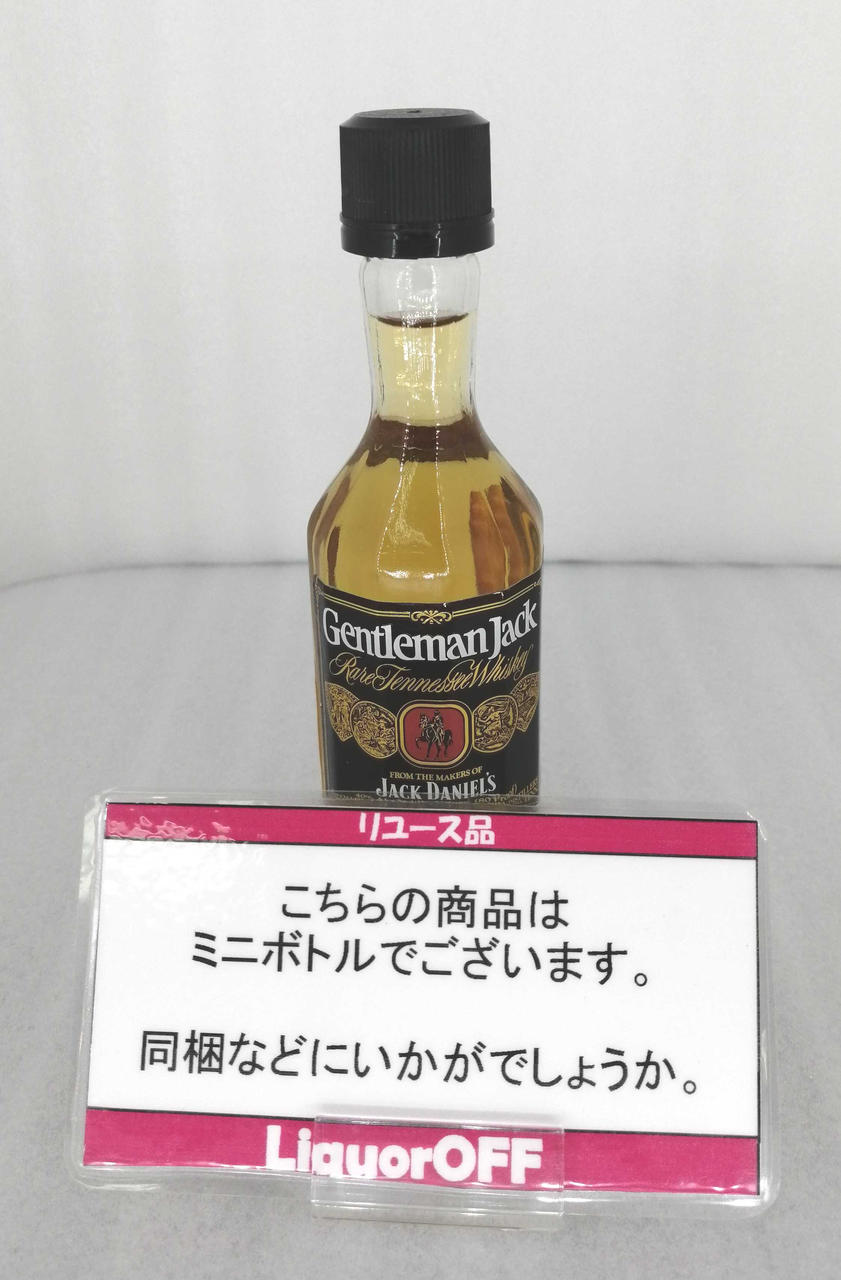 Gentleman Jack
Rare Tennessee Whiskey
FROM THE MAKERS OF
JACK DANIEL'S
リユース品
こちらの商品は
ミニボトルでございます。
同梱などにいかがでしょうか。
LiquorOFF